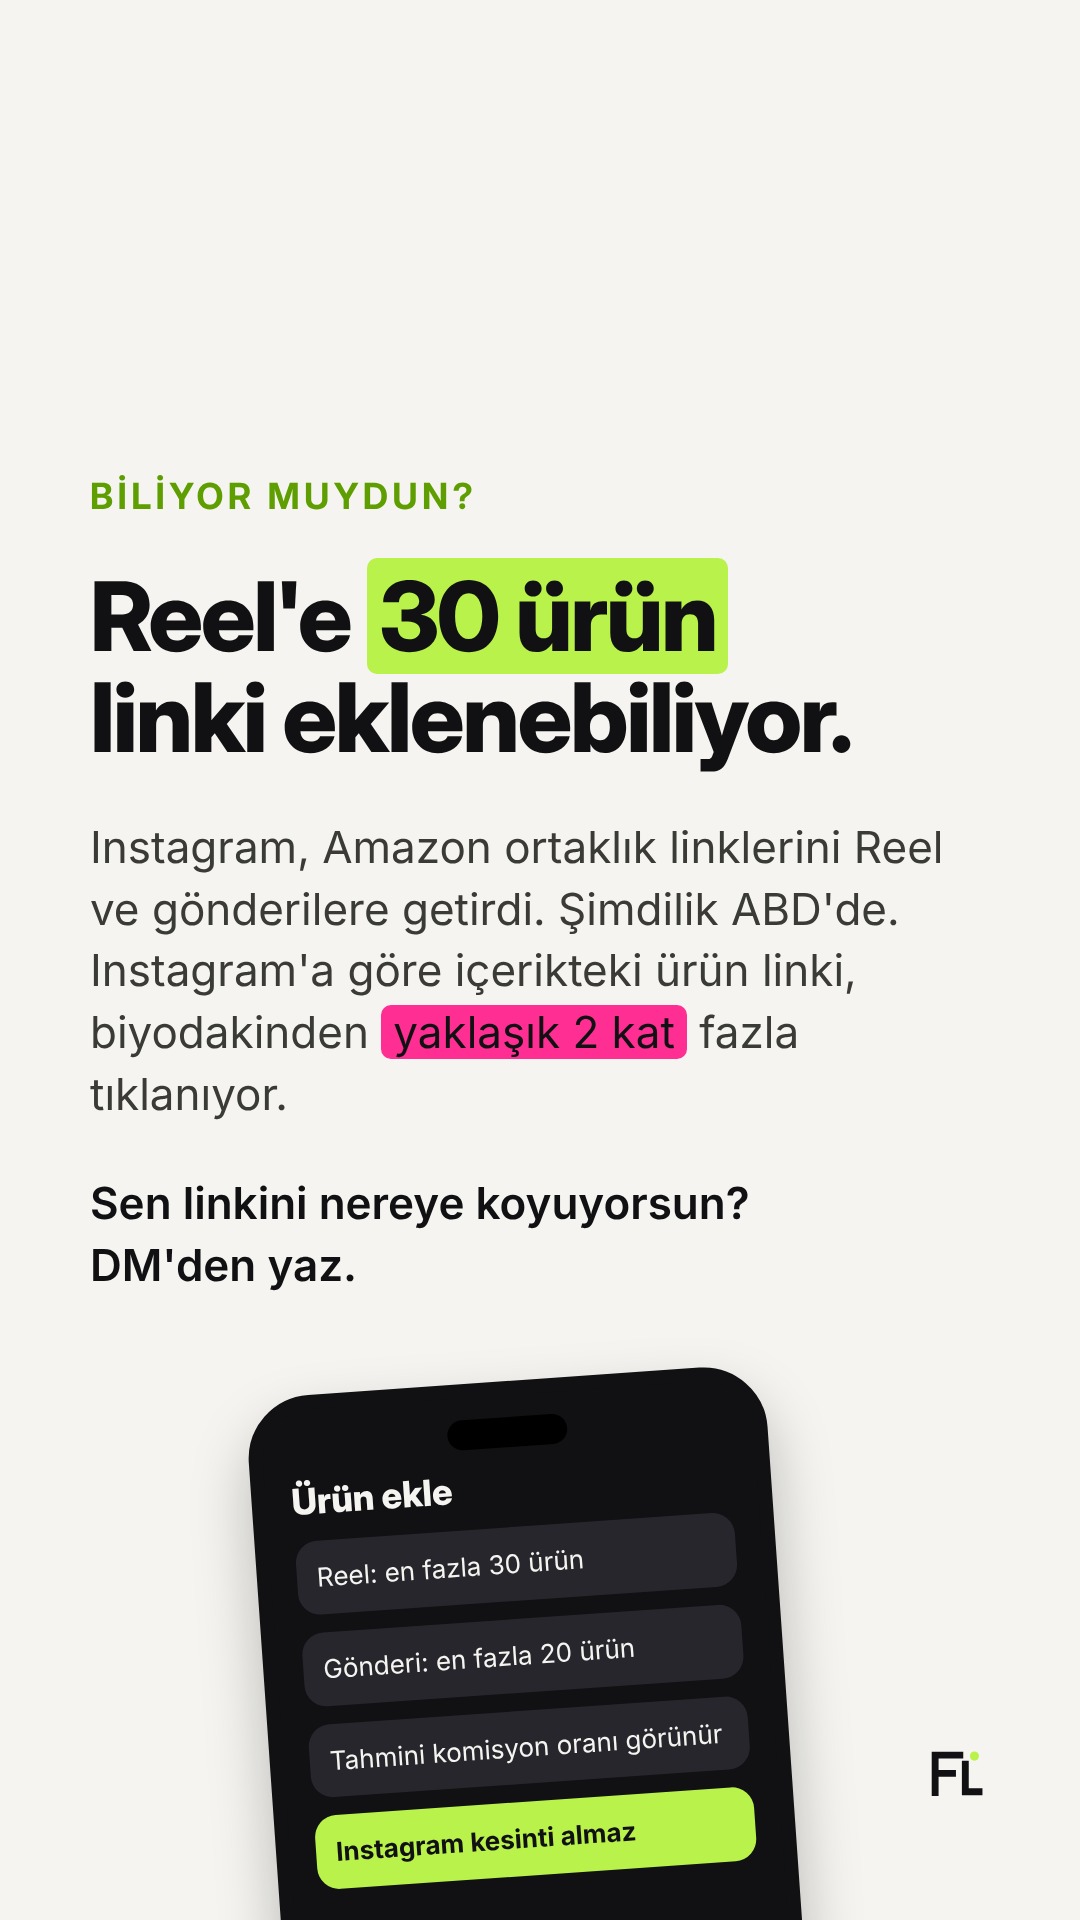 BİLİYOR MUYDUN?
Reel'e 30 ürün
linki eklenebiliyor.
Instagram, Amazon ortaklık linklerini Reel
ve gönderilere getirdi. Şimdilik ABD'de.
Instagram'a göre içerikteki ürün linki,
biyodakinden yaklaşık 2 kat fazla
tıklanıyor.
Sen linkini nereye koyuyorsun?
DM'den yaz.
Ürün ekle
Reel: en fazla 30 ürün
Gönderi: en fazla 20 ürün
Tahmini komisyon oranı görünür
Instagram kesinti almaz
FL